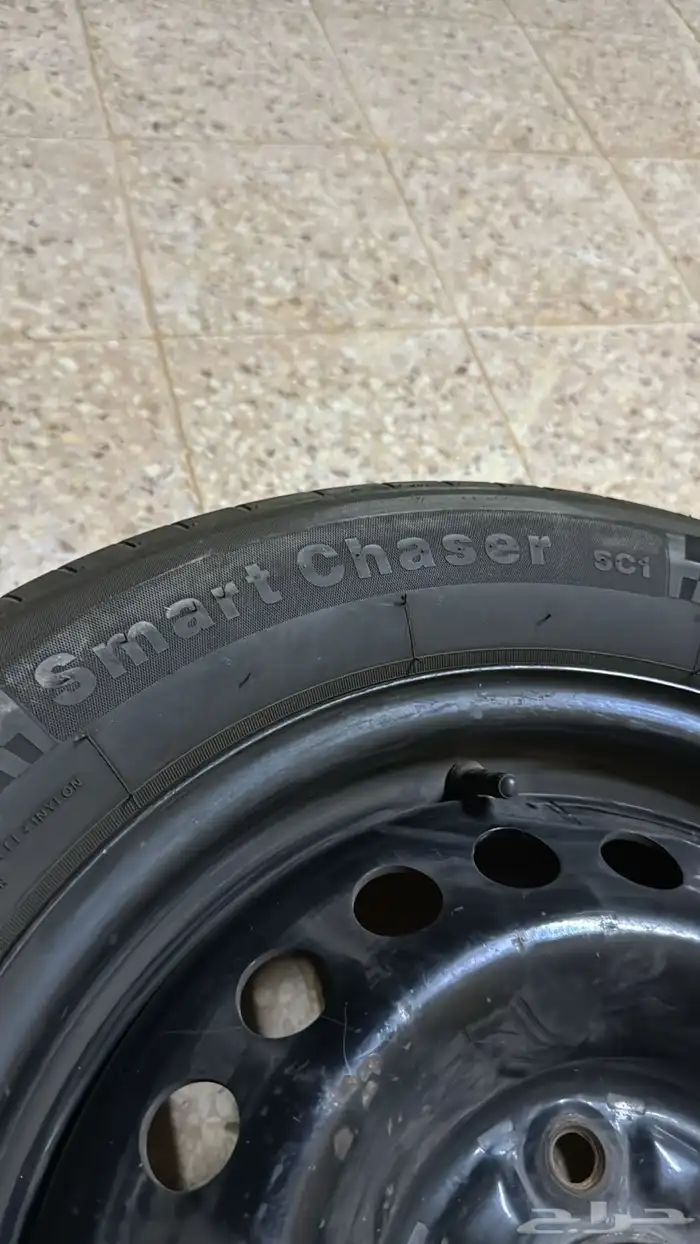 Smart Chaser SC1
NYLON
حراج